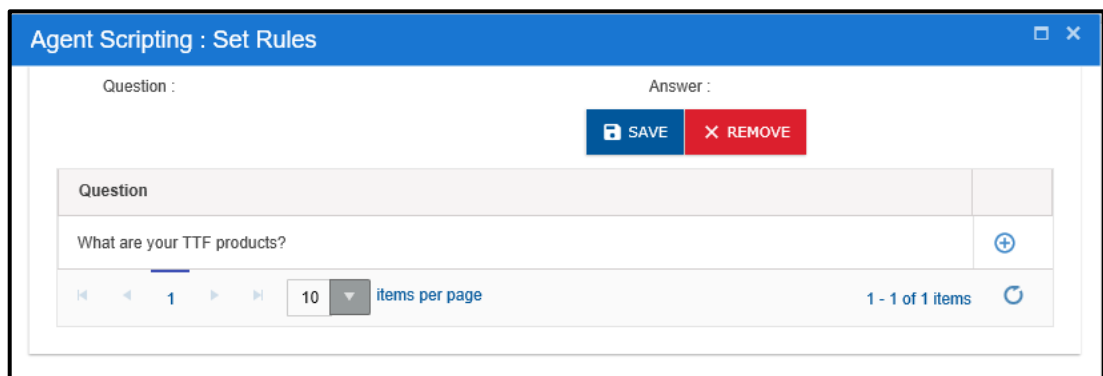 Agent Scripting : Set Rules
Question :
Answer :
SAVE
REMOVE
Question
What are your TTF products?
1
10
items per page
1 - 1 of 1 items